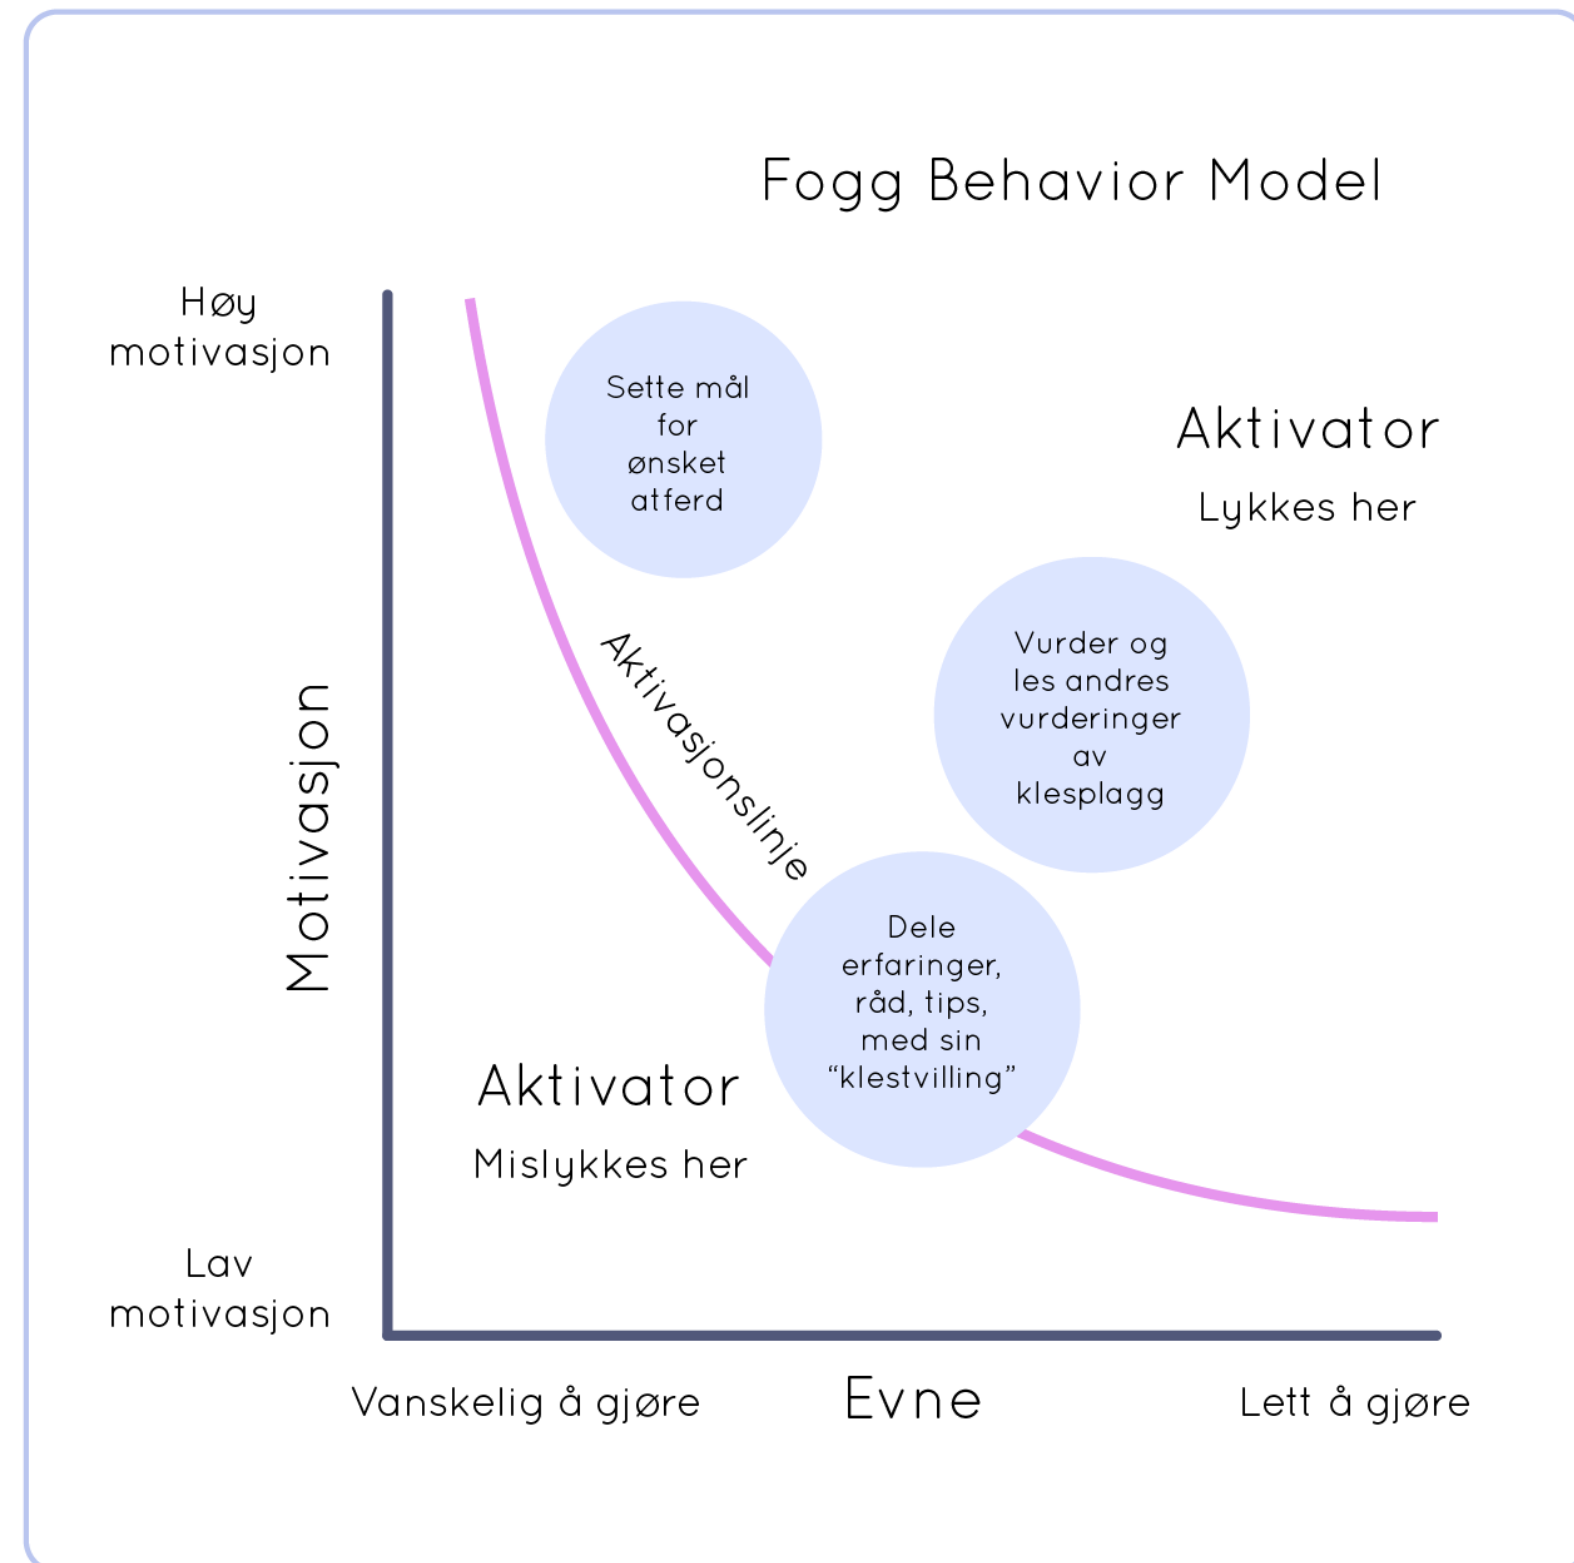 Fogg Behavior Model
Høy
motivasjon
Sette mål
for
ønsket
atferd
Aktivator
Lykkes her
Vurder og
les andres
vurderinger
av
klesplagg
Aktivasjonslinje
Motivasjon
Dele
erfaringer,
råd, tips,
med sin
“klestvilling”
Aktivator
Mislykkes her
Lav
motivasjon
Vanskelig å gjøre
Evne
Lett å gjøre